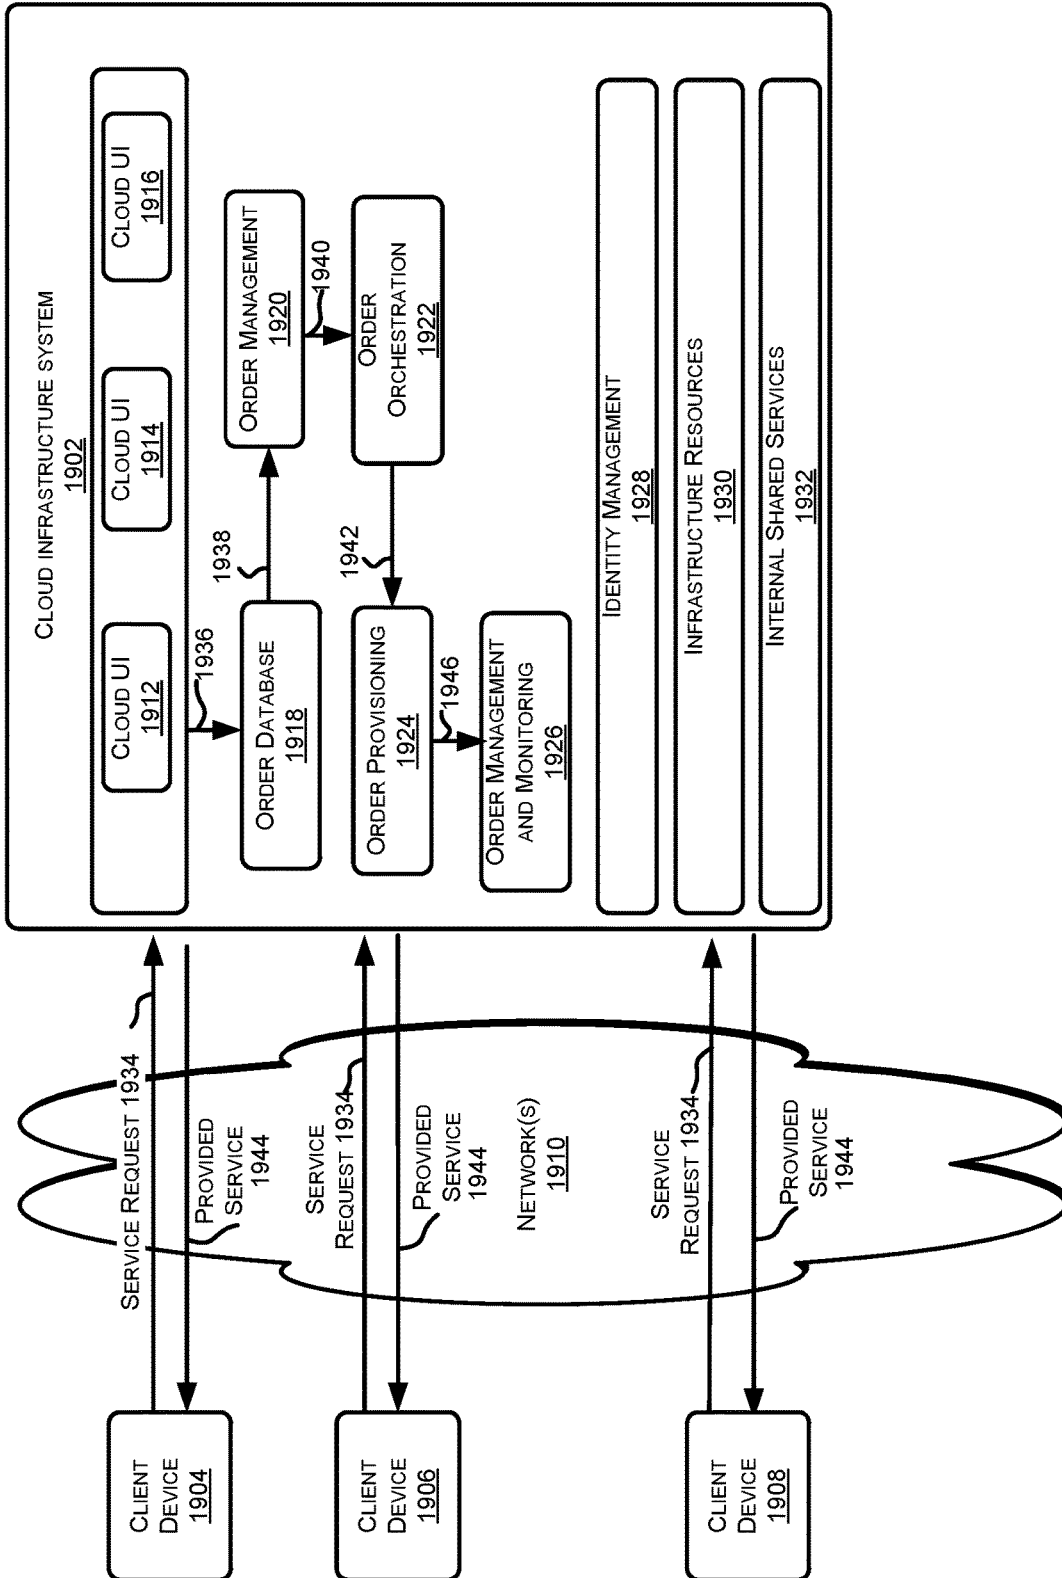 CLOUD INFRASTRUCTURE SYSTEM
1902
CLOUD UI
1912
CLOUD UI
1914
CLOUD UI
1916
1936
ORDER DATABASE
1918
1938
ORDER MANAGEMENT
1920
1940
ORDER
ORCHESTRATION
1922
1942
ORDER PROVISIONING
1924
1946
ORDER MANAGEMENT
AND MONITORING
1926
IDENTITY MANAGEMENT
1928
INFRASTRUCTURE RESOURCES
1930
INTERNAL SHARED SERVICES
1932
SERVICE REQUEST 1934
PROVIDED
SERVICE
1944
SERVICE
REQUEST 1934
PROVIDED
SERVICE
1944
NETWORK(S)
1910
SERVICE
REQUEST 1934
PROVIDED
SERVICE
1944
CLIENT
DEVICE
1904
CLIENT
DEVICE
1906
CLIENT
DEVICE
1908